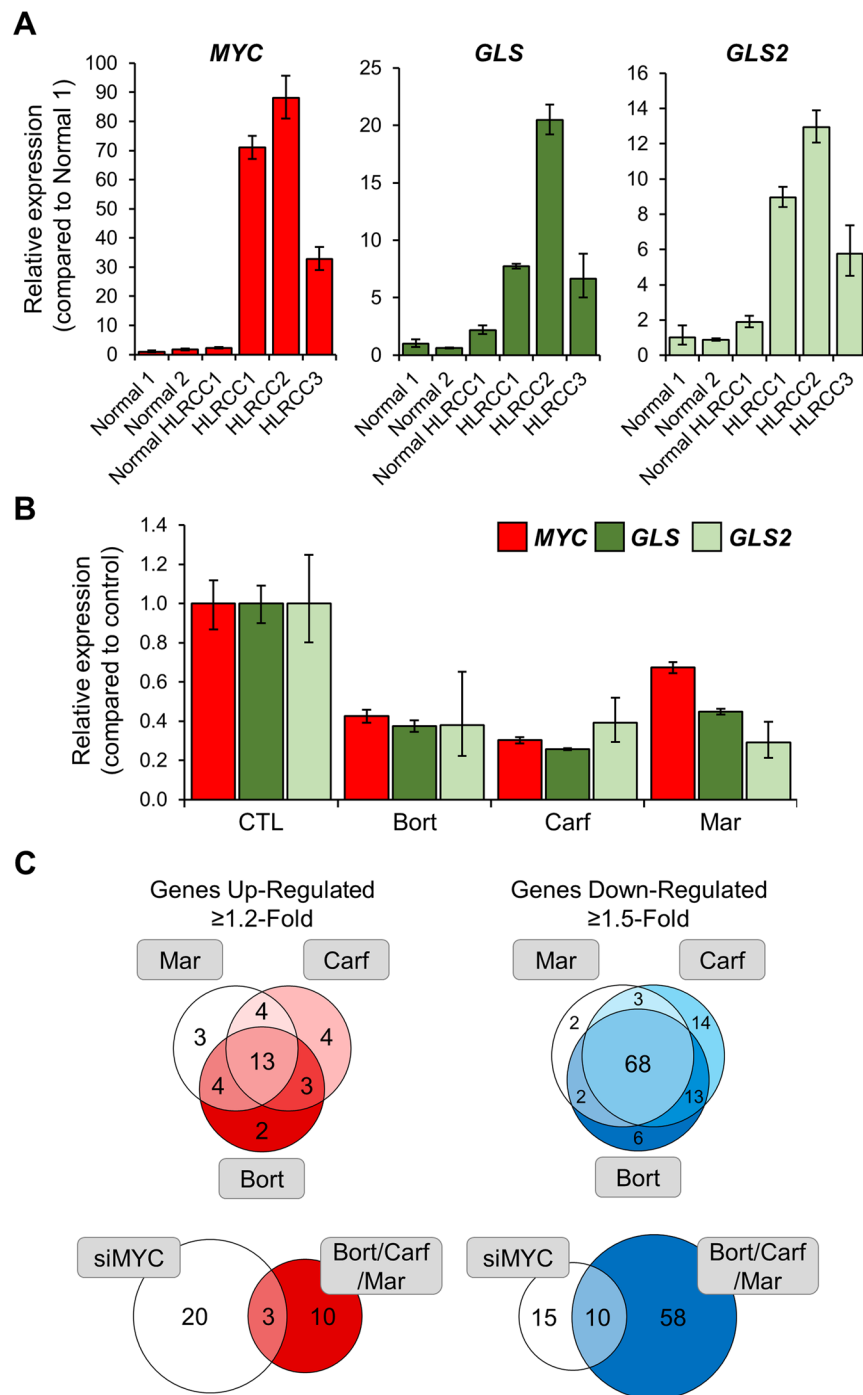 A
MYC
GLS
GLS2
Relative expression
(compared to Normal 1)
100
90
80
70
60
50
40
30
20
10
0
Normal 1
Normal 2
Normal HLRCC1
HLRCC1
HLRCC2
HLRCC3
25
20
15
10
5
0
Normal 1
Normal 2
Normal HLRCC1
HLRCC1
HLRCC2
HLRCC3
16
14
12
10
8
6
4
2
0
Normal 1
Normal 2
Normal HLRCC1
HLRCC1
HLRCC2
HLRCC3
B
Relative expression
(compared to control)
1.4
1.2
1.0
0.8
0.6
0.4
0.2
0.0
MYC GLS GLS2
CTL Bort Carf Mar
C
Genes Up-Regulated
≥1.2-Fold
Mar Carf
4
3 4
13
4 3
2
Bort
Genes Down-Regulated
≥1.5-Fold
Mar Carf
3
2 14
68
2 13
6
Bort
siMYC
Bort/Carf
/Mar
20 3 10
siMYC
Bort/Carf
/Mar
15 10 58